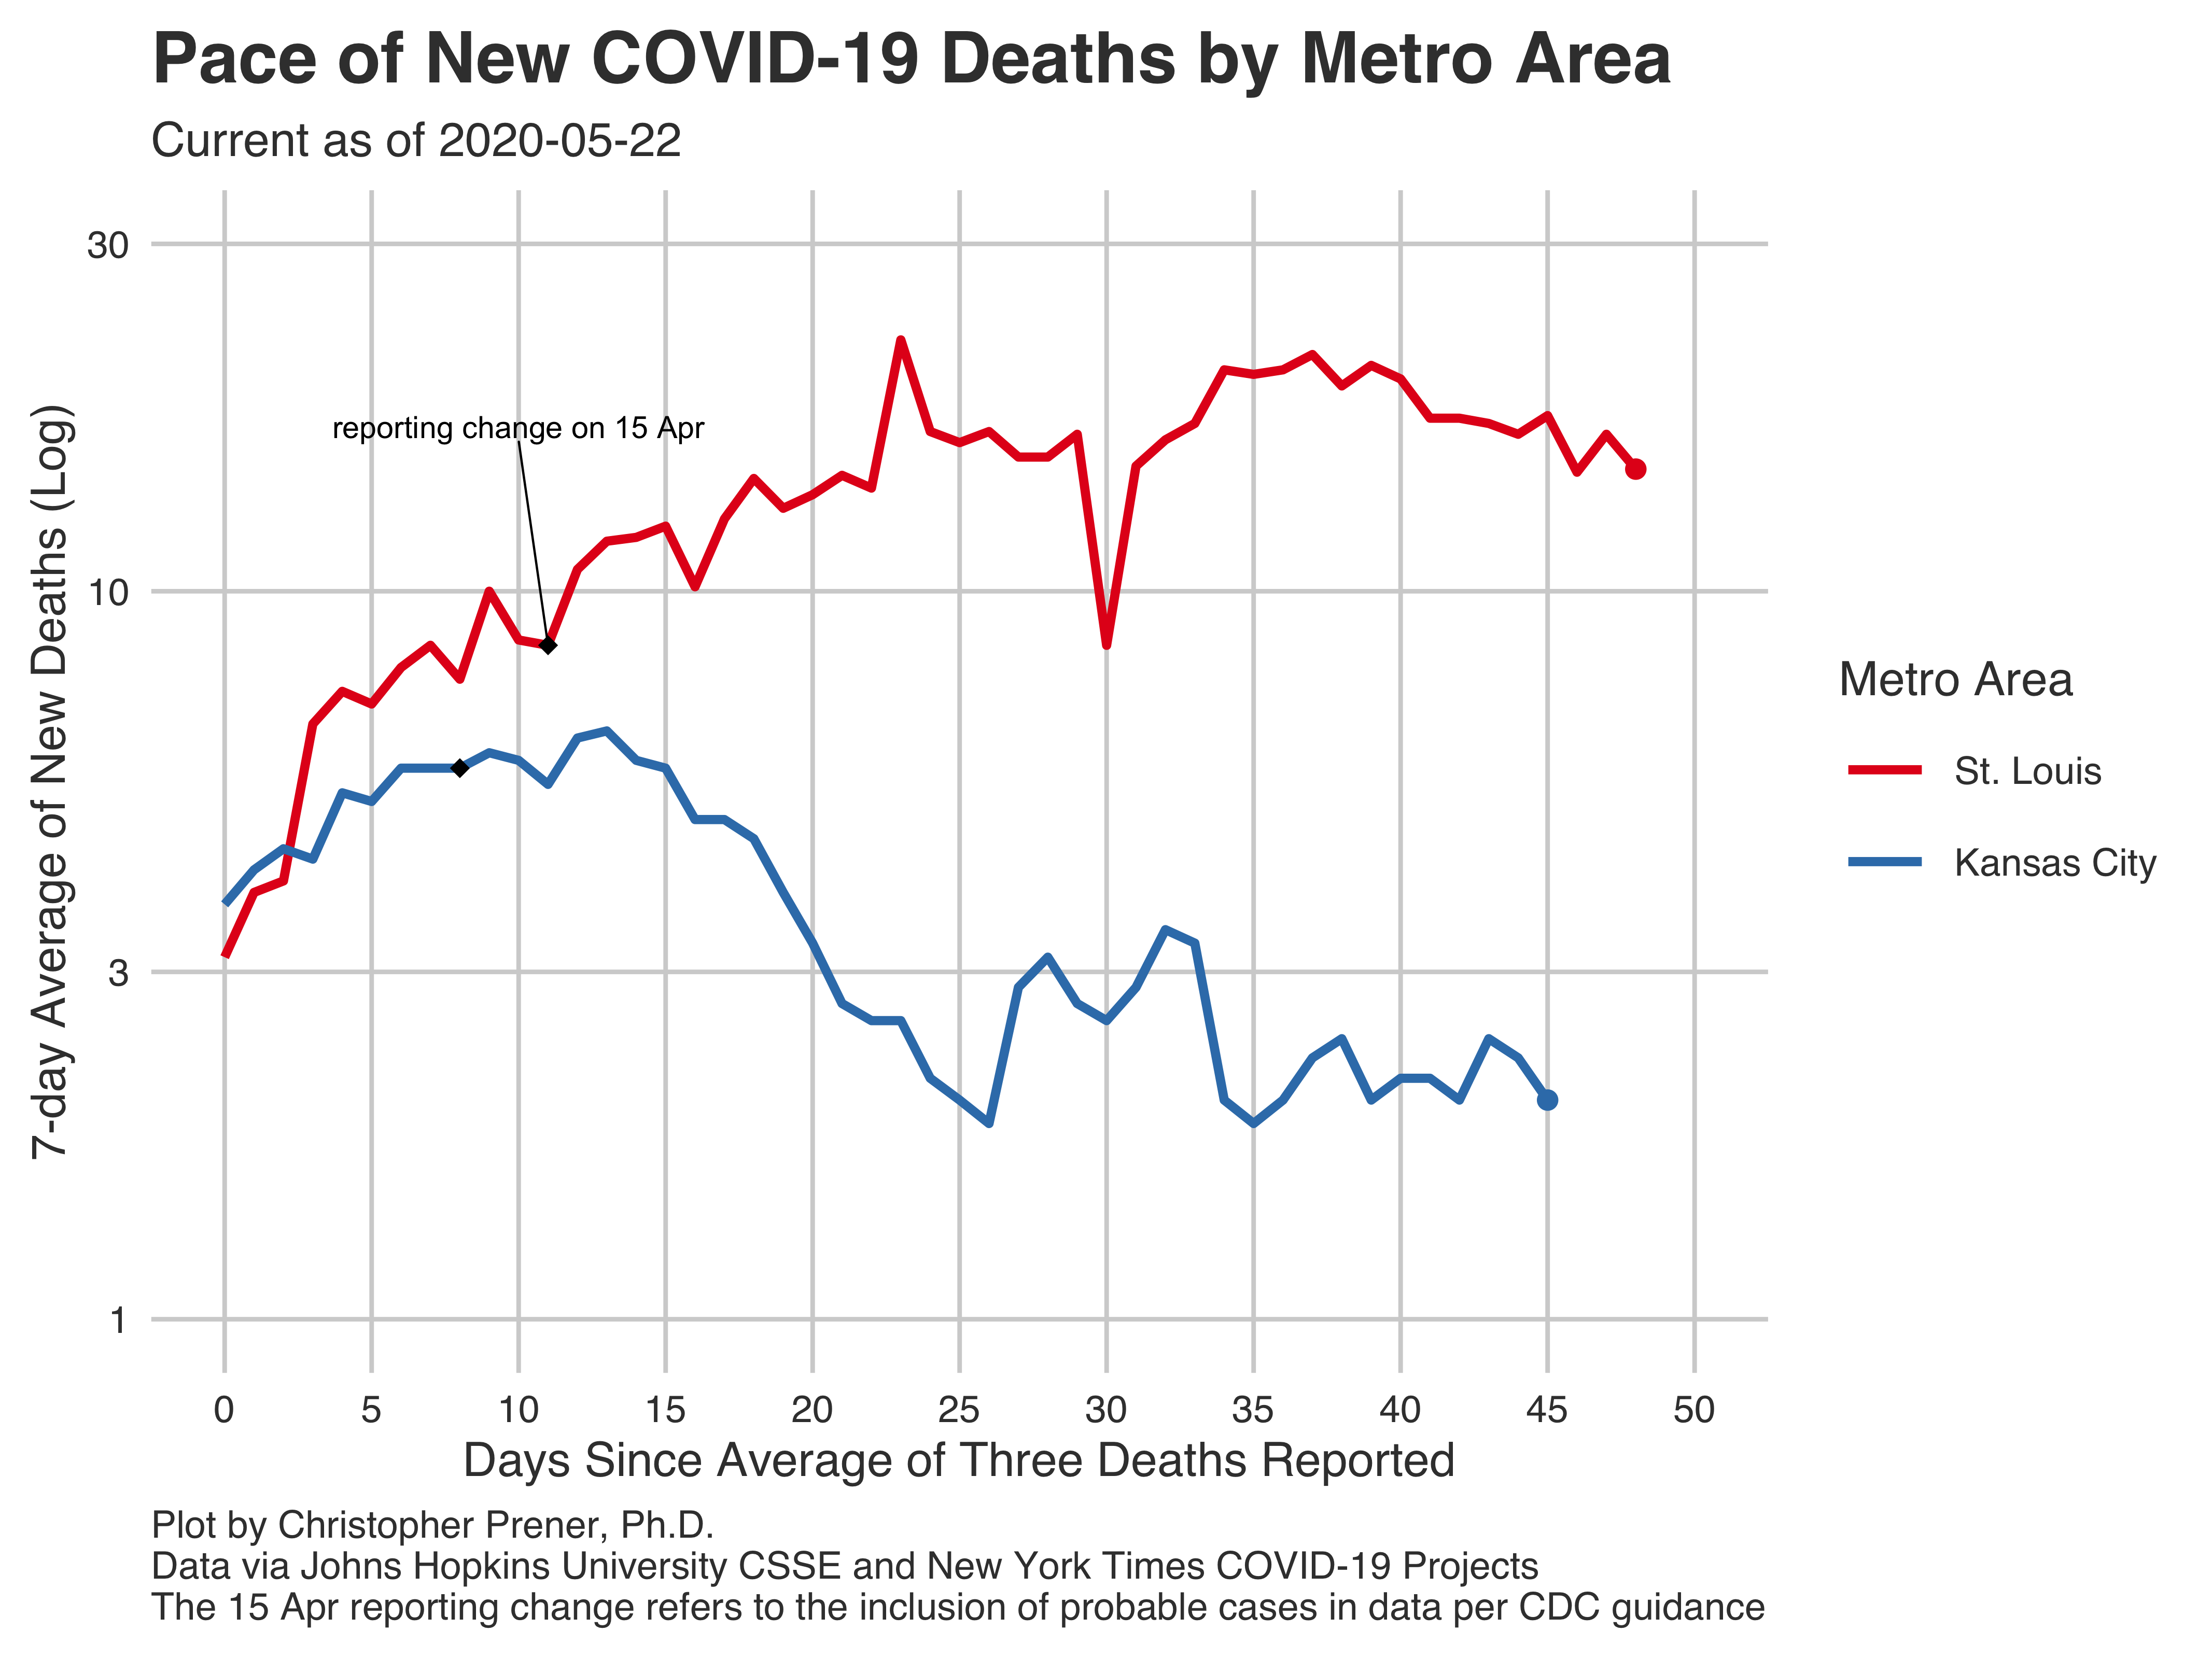 Pace of New COVID-19 Deaths by Metro Area
Current as of 2020-05-22
7-day Average of New Deaths (Log)
30
10
3
1
reporting change on 15 Apr
Metro Area
St. Louis
Kansas City
0 5 10 15 20 25 30 35 40 45 50
Days Since Average of Three Deaths Reported
Plot by Christopher Prener, Ph.D.
Data via Johns Hopkins University CSSE and New York Times COVID-19 Projects
The 15 Apr reporting change refers to the inclusion of probable cases in data per CDC guidance